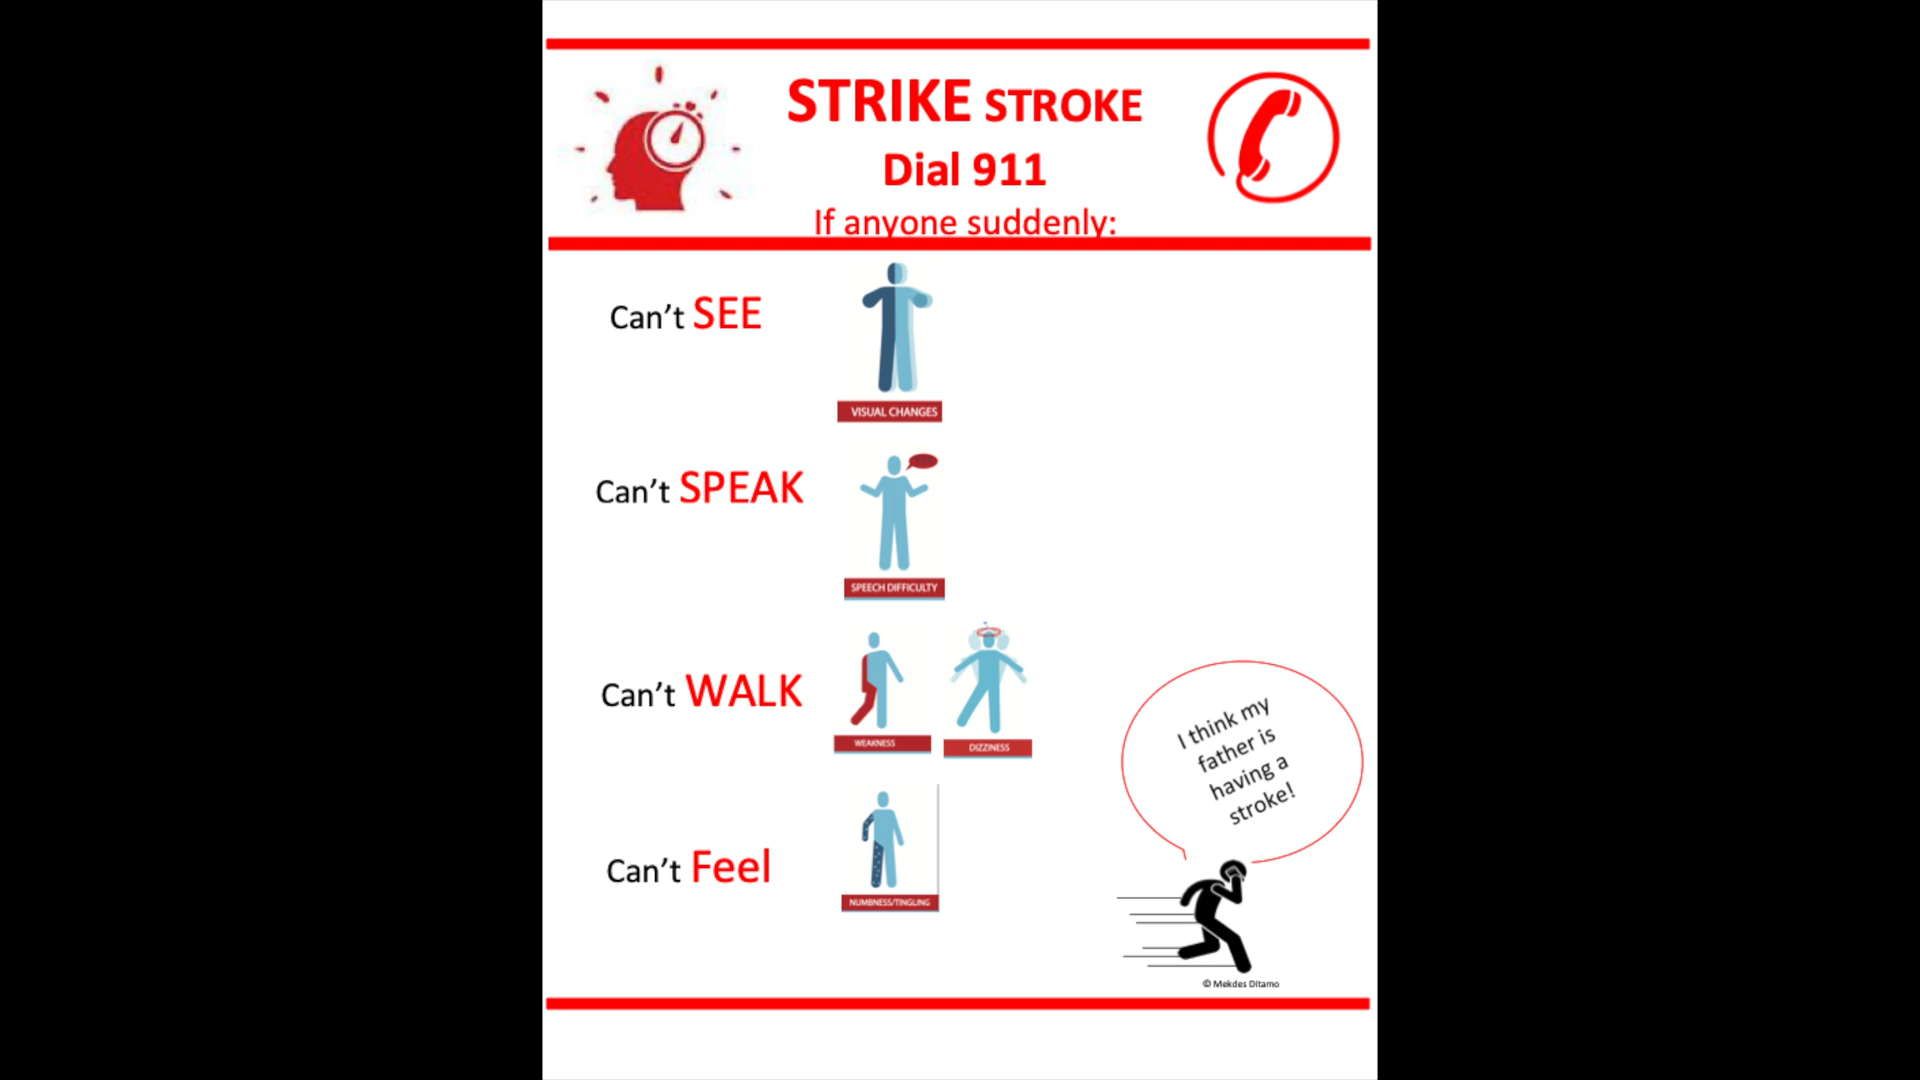 STRIKE STROKE
Dial 911
If anyone suddenly:
Can't SEE
VISUAL CHANGES
Can't SPEAK
SPEECH DIFFICULTY
Can't WALK
WEAKNESS
DIZZINESS
I think my
father is
having a
stroke!
Can't Feel
NUMBNESS/TINGLING
© Mekdes Ditamo